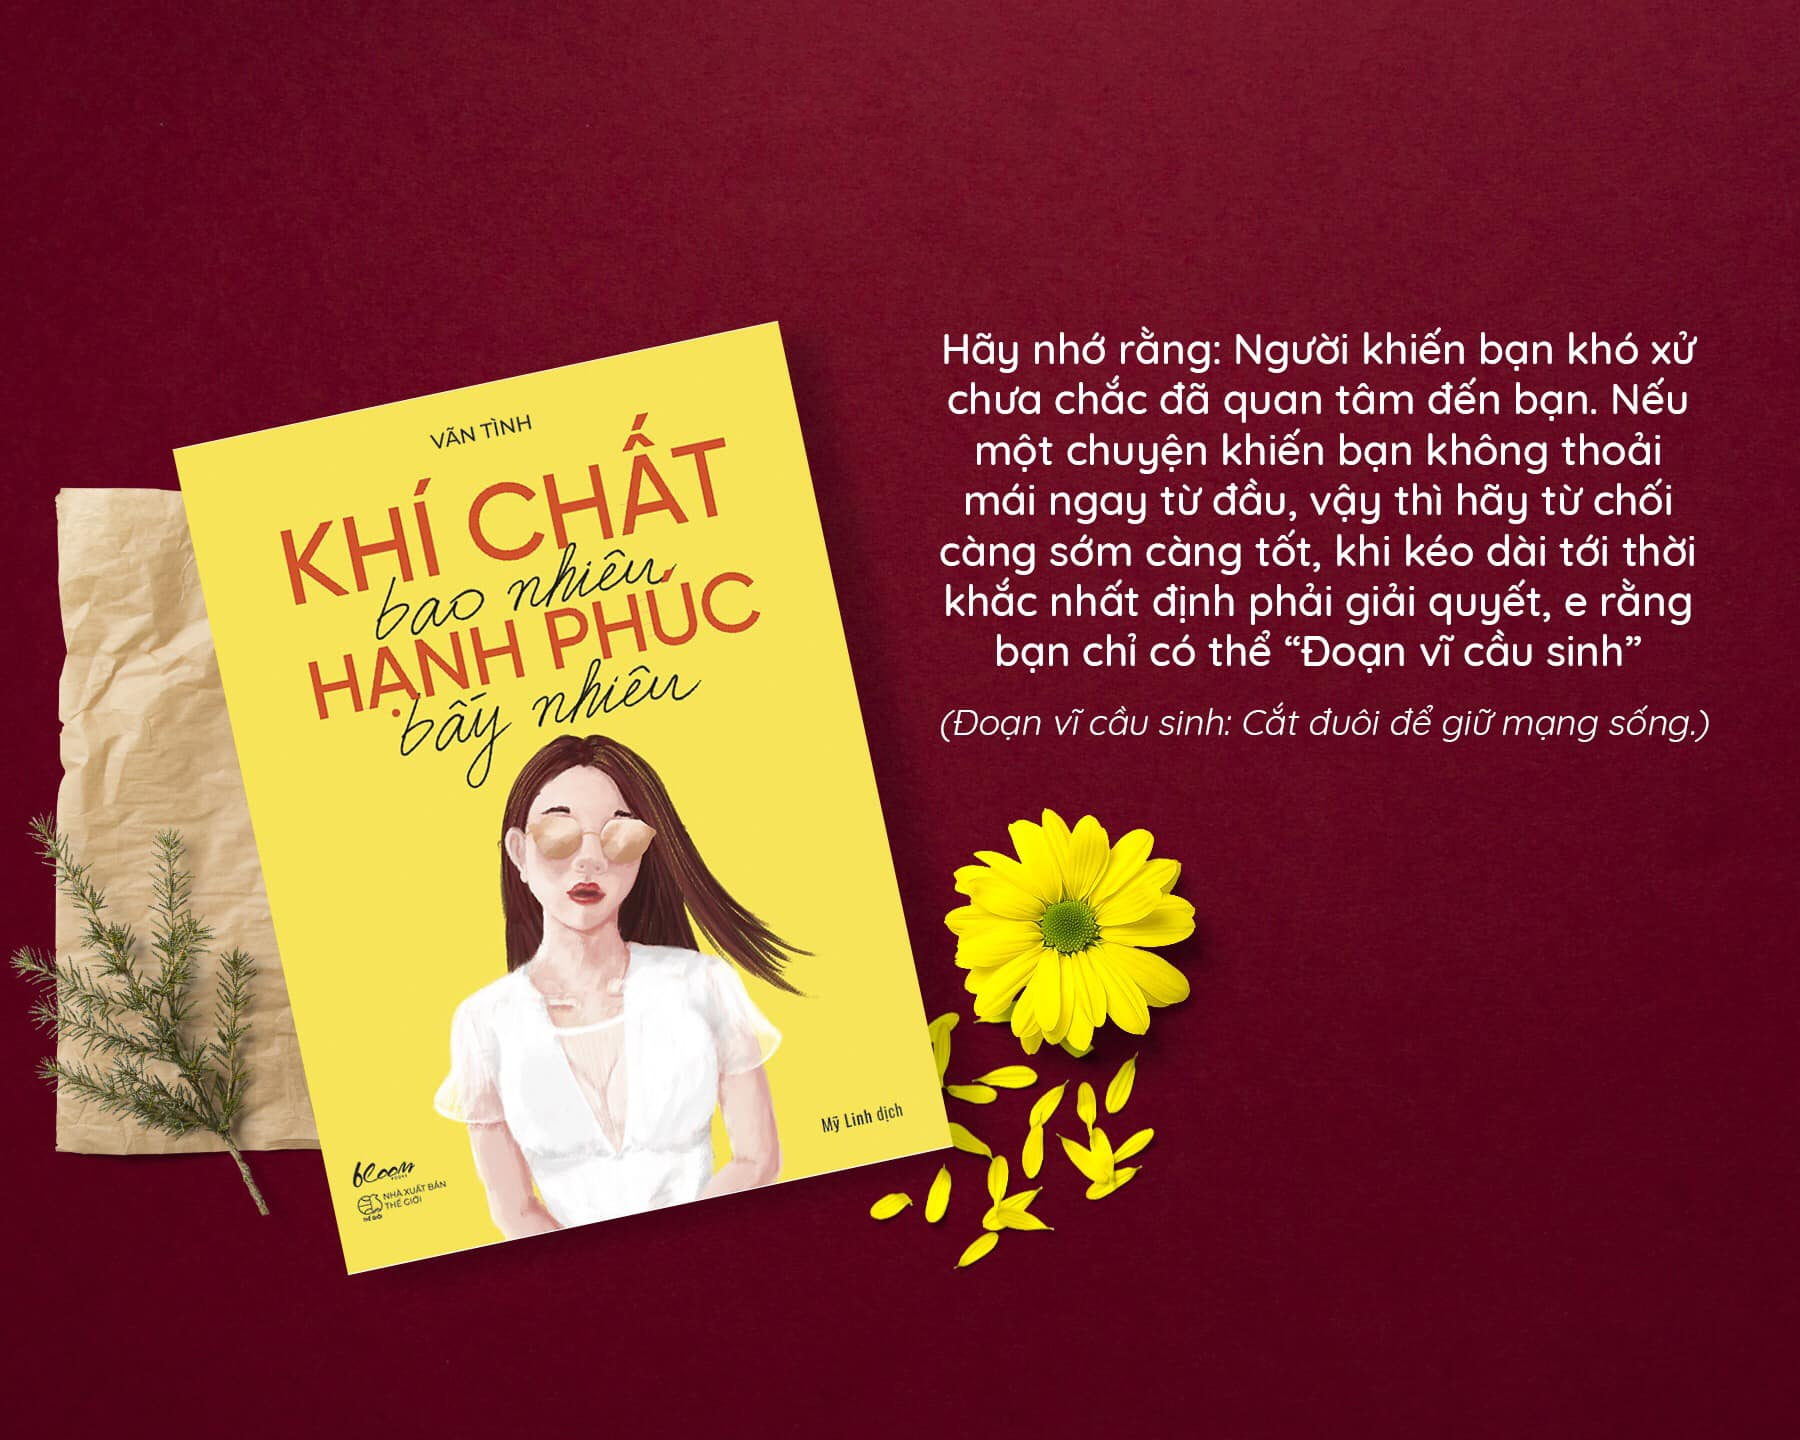 VÃN TÌNH
KHÍ CHẤT
bao nhiêu
HẠNH PHÚC
bấy nhiêu
Mỹ Linh dịch
bloom
BOOKS
NHÀ XUẤT BẢN
THẾ GIỚI
THẾ GIỚI
Hãy nhớ rằng: Người khiến bạn khó xử
chưa chắc đã quan tâm đến bạn. Nếu
một chuyện khiến bạn không thoải
mái ngay từ đầu, vậy thì hãy từ chối
càng sớm càng tốt, khi kéo dài tới thời
khắc nhất định phải giải quyết, e rằng
bạn chỉ có thể “Đoạn vĩ cầu sinh”
(Đoạn vĩ cầu sinh: Cắt đuôi để giữ mạng sống.)